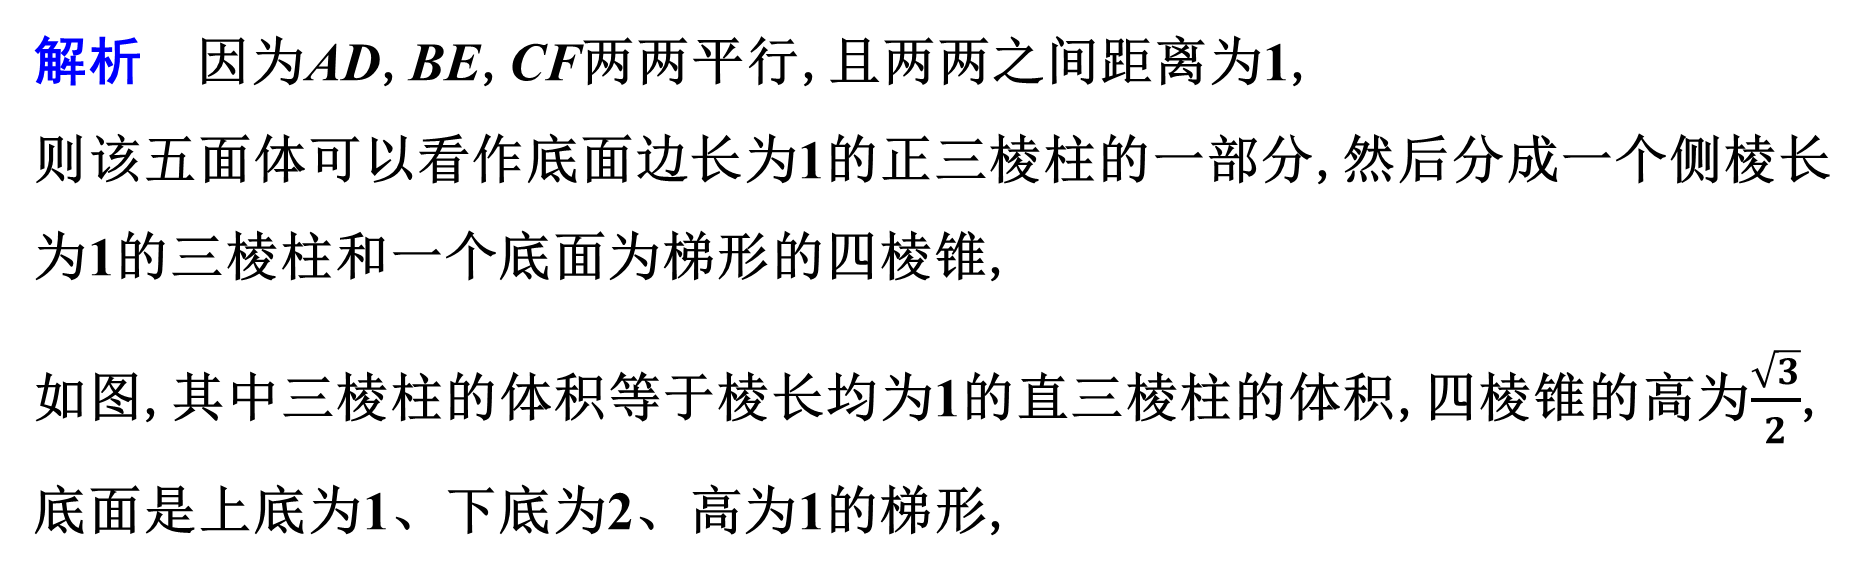 解析 因为AD, BE, CF两两平行, 且两两之间距离为1,
则该五面体可以看作底面边长为1的正三棱柱的一部分, 然后分成一个侧棱长
为1的三棱柱和一个底面为梯形的四棱锥,
如图, 其中三棱柱的体积等于棱长均为1的直三棱柱的体积, 四棱锥的高为√3/2,
底面是上底为1、下底为2、高为1的梯形,